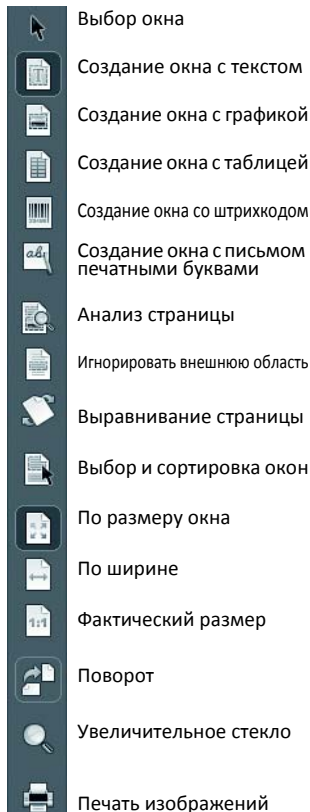 Выбор окна
Создание окна с текстом
Создание окна с графикой
Создание окна с таблицей
Создание окна со штрихкодом
Создание окна с письмом
печатными буквами
Анализ страницы
Игнорировать внешнюю область
Выравнивание страницы
Выбор и сортировка окон
По размеру окна
По ширине
1:1
Фактический размер
Поворот
Увеличительное стекло
Печать изображений